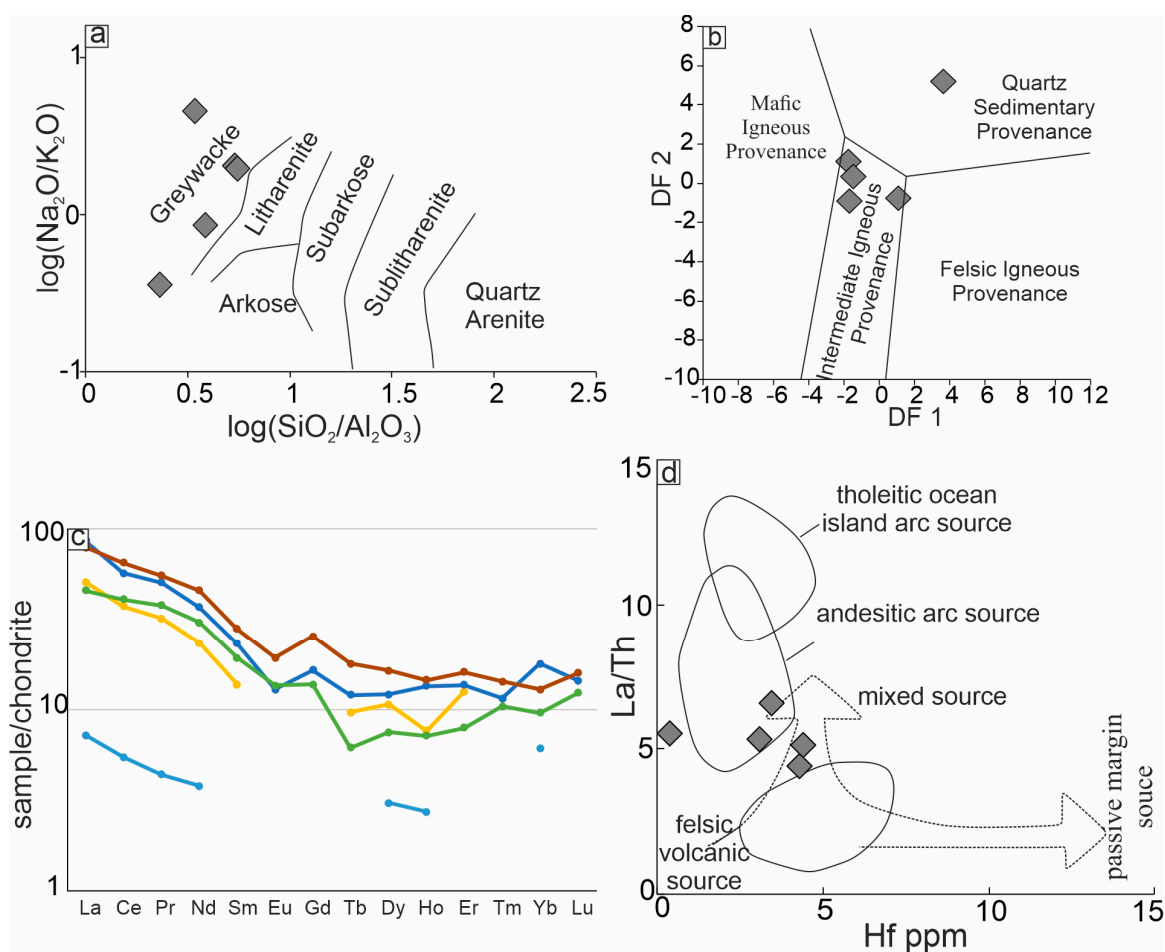 a
1
0
-1
log(Na₂O/K₂O)
Greywacke
Litharenite
Subarkose
Sublitharenite
Arkose
Quartz
Arenite
0
0.5
1
1.5
2
2.5
log(SiO₂/Al₂O₃)
b
8
6
4
2
0
-2
-4
-6
-8
-10
DF 2
Mafic
Igneous
Provenance
Quartz
Sedimentary
Provenance
Intermediate Igneous
Provenance
Felsic Igneous
Provenance
-10 -8 -6 -4 -2 0 2 4 6 8 10 12
DF 1
c
100
10
1
sample/chondrite
La Ce Pr Nd Sm Eu Gd Tb Dy Ho Er Tm Yb Lu
d
15
10
5
0
La/Th
tholeitic ocean
island arc source
andesitic arc source
mixed source
felsic
volcanic
source
passive margin
souce
0
5
10
15
Hf ppm